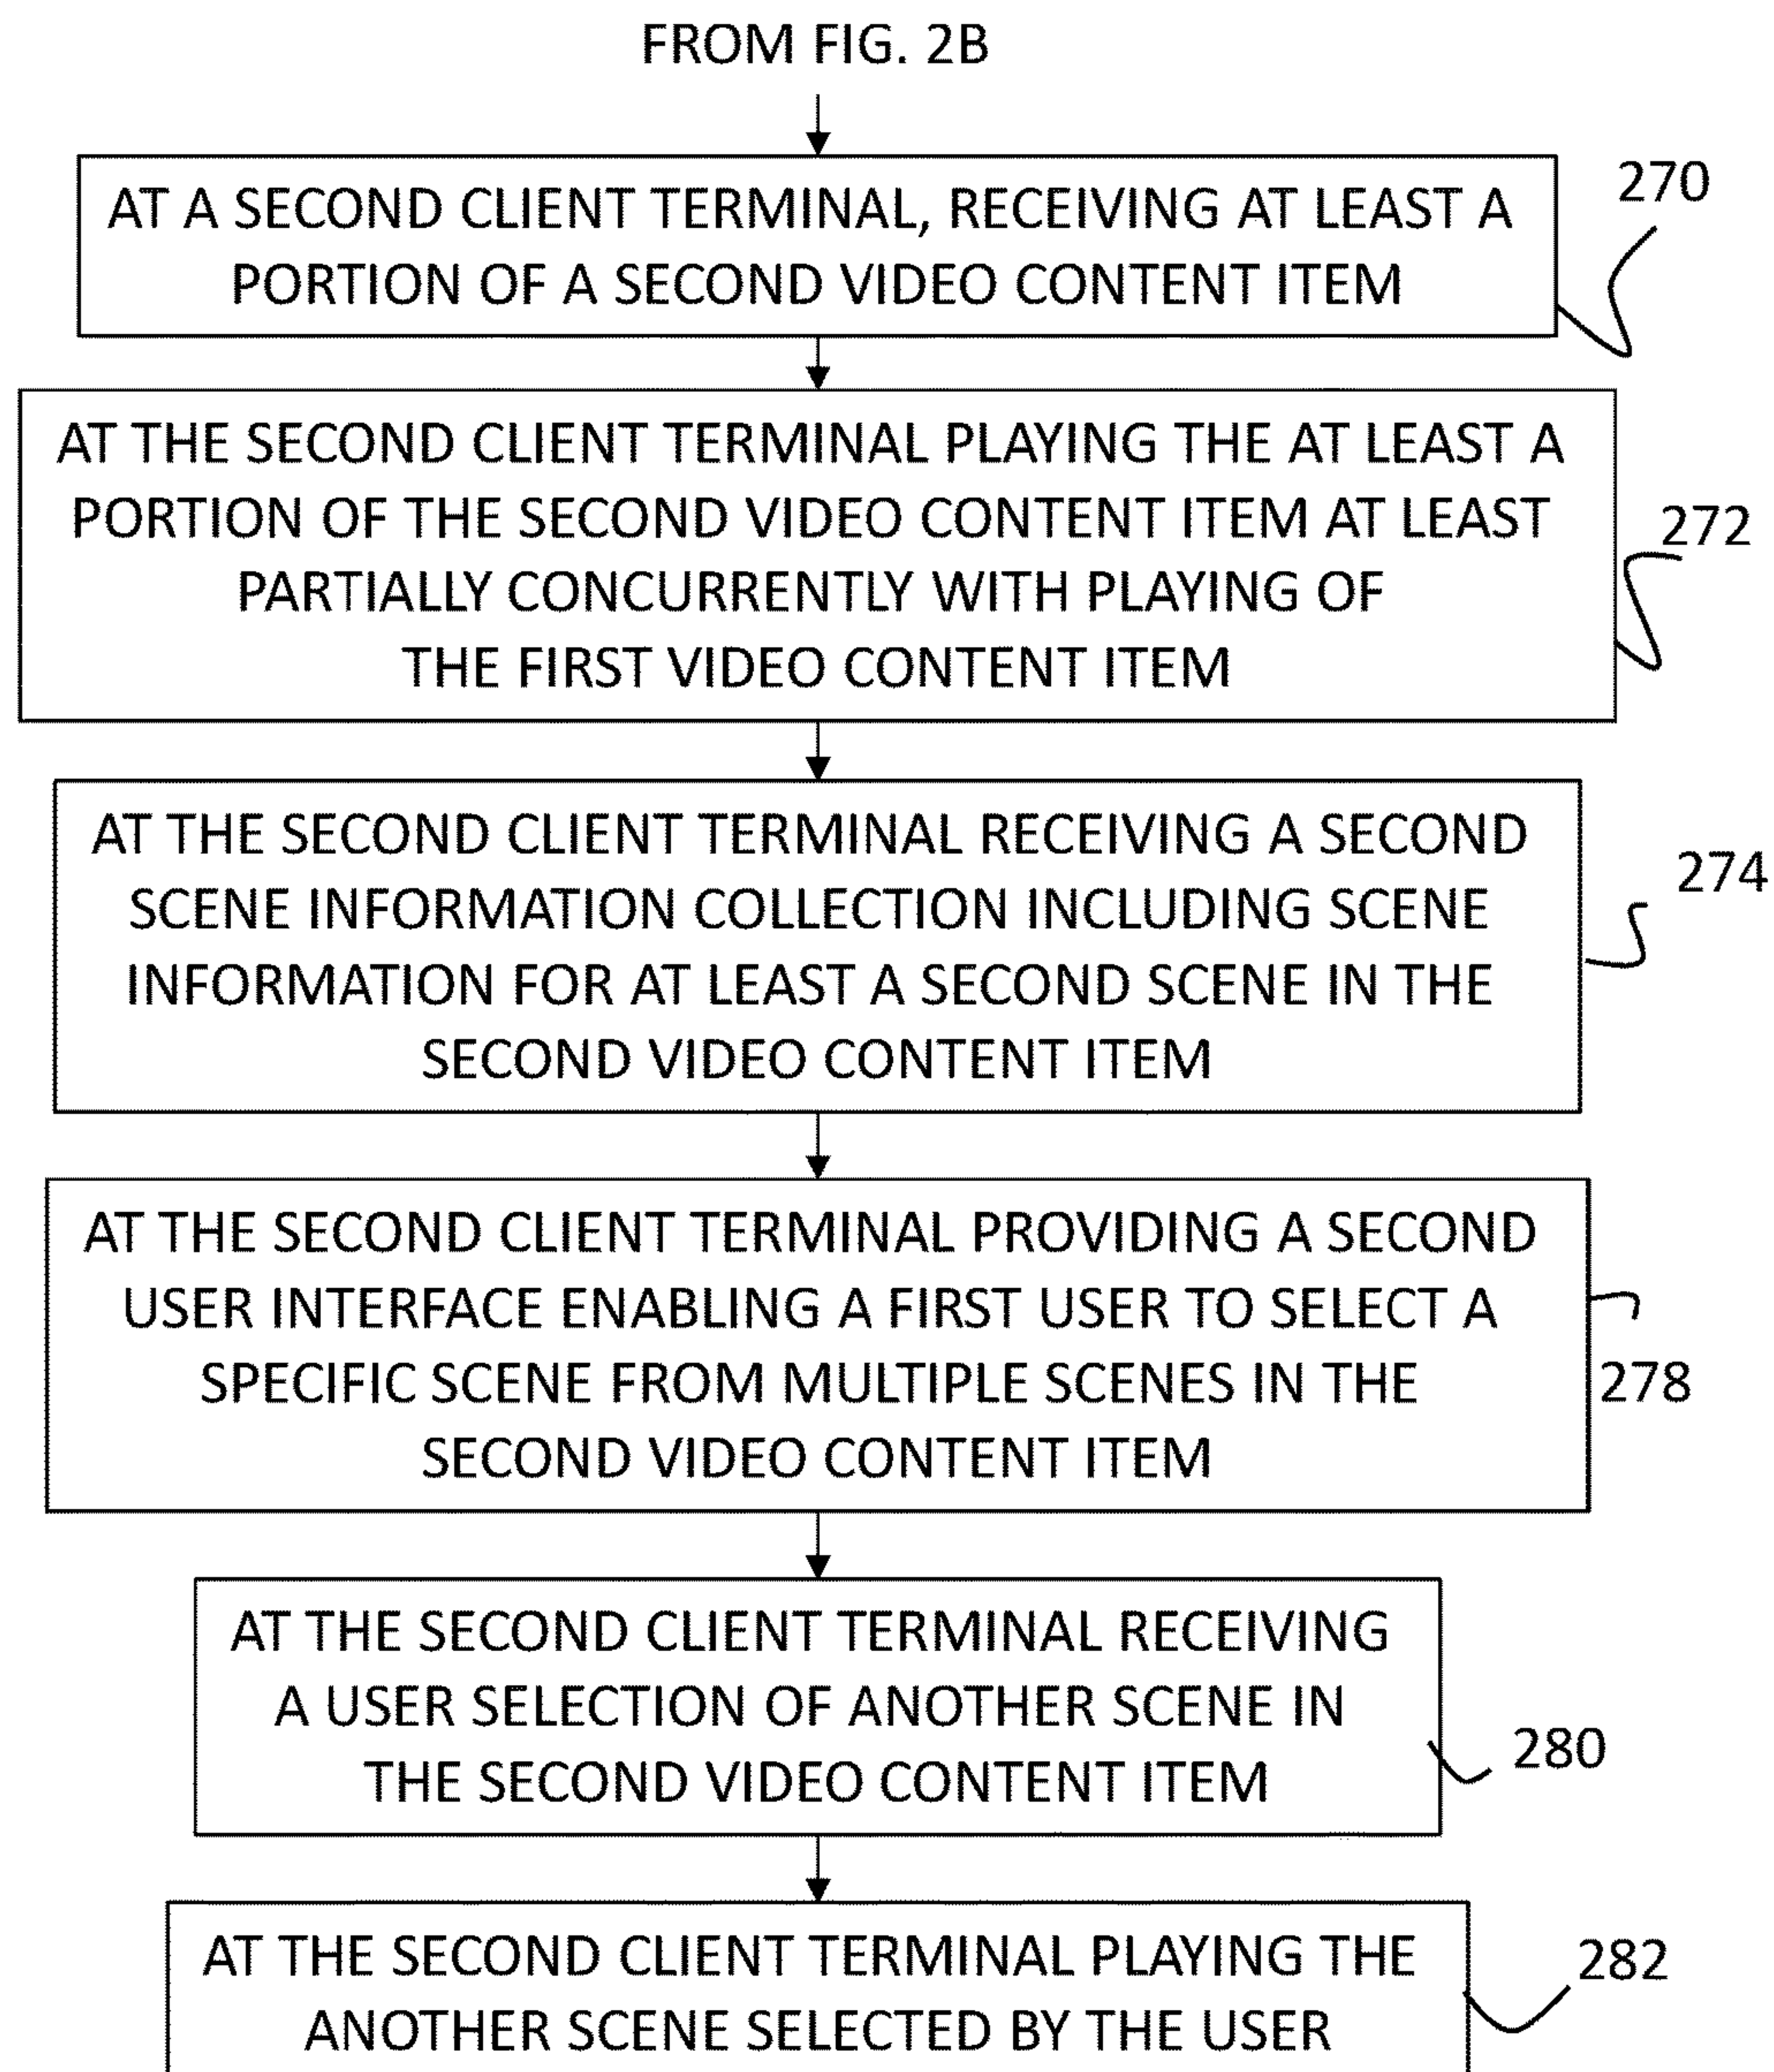 FROM FIG. 2B
AT A SECOND CLIENT TERMINAL, RECEIVING AT LEAST A
PORTION OF A SECOND VIDEO CONTENT ITEM
270
AT THE SECOND CLIENT TERMINAL PLAYING THE AT LEAST A
PORTION OF THE SECOND VIDEO CONTENT ITEM AT LEAST
PARTIALLY CONCURRENTLY WITH PLAYING OF
THE FIRST VIDEO CONTENT ITEM
272
AT THE SECOND CLIENT TERMINAL RECEIVING A SECOND
SCENE INFORMATION COLLECTION INCLUDING SCENE
INFORMATION FOR AT LEAST A SECOND SCENE IN THE
SECOND VIDEO CONTENT ITEM
274
AT THE SECOND CLIENT TERMINAL PROVIDING A SECOND
USER INTERFACE ENABLING A FIRST USER TO SELECT A
SPECIFIC SCENE FROM MULTIPLE SCENES IN THE
SECOND VIDEO CONTENT ITEM
278
AT THE SECOND CLIENT TERMINAL RECEIVING
A USER SELECTION OF ANOTHER SCENE IN
THE SECOND VIDEO CONTENT ITEM
280
AT THE SECOND CLIENT TERMINAL PLAYING THE
ANOTHER SCENE SELECTED BY THE USER
282